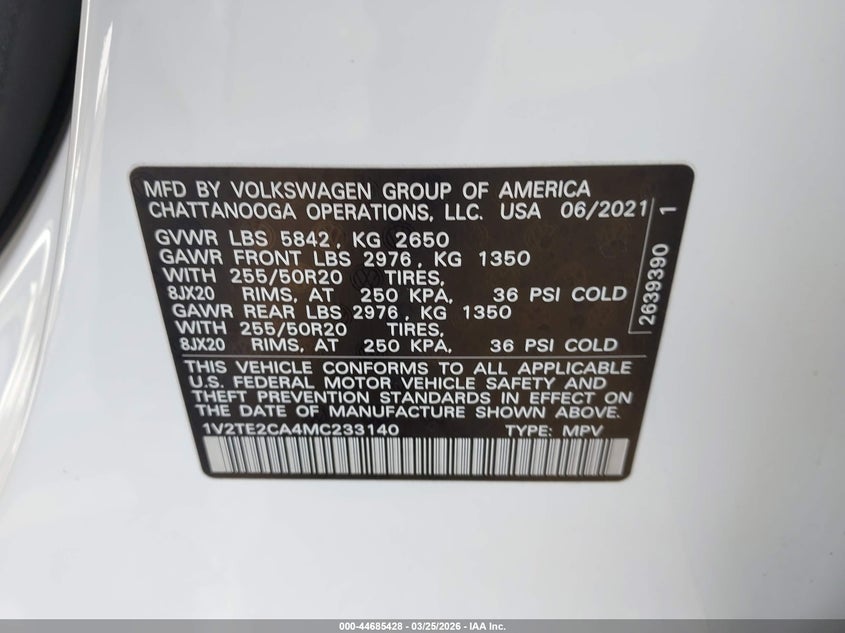 MFD BY VOLKSWAGEN GROUP OF AMERICA
CHATTANOOGA OPERATIONS, LLC. USA 06/2021
GVWR LBS 5842, KG 2650
GAWR FRONT LBS 2976, KG 1350
WITH 255/50R20 TIRES,
8JX20 RIMS, AT 250 KPA, 36 PSI COLD
GAWR REAR LBS 2976, KG 1350
WITH 255/50R20 TIRES,
8JX20 RIMS, AT 250 KPA, 36 PSI COLD
THIS VEHICLE CONFORMS TO ALL APPLICABLE
U.S. FEDERAL MOTOR VEHICLE SAFETY AND
THEFT PREVENTION STANDARDS IN EFFECT ON
THE DATE OF MANUFACTURE SHOWN ABOVE.
1V2TE2CA4MC233140 TYPE: MPV
2639390 1
000-44685428 - 03/25/2026 - IAA Inc.